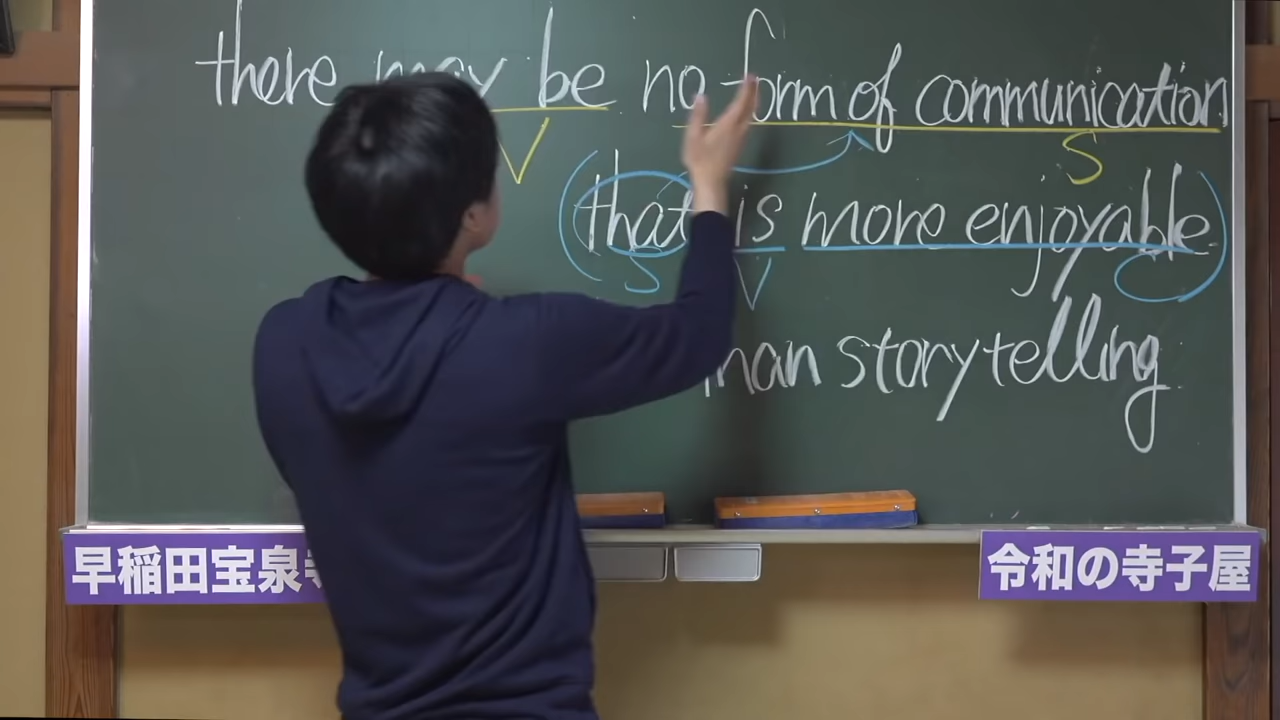 there may be no form of communication
V
S
(that is more enjoyable)
S V C
than storytelling
早稲田宝泉寺
令和の寺子屋